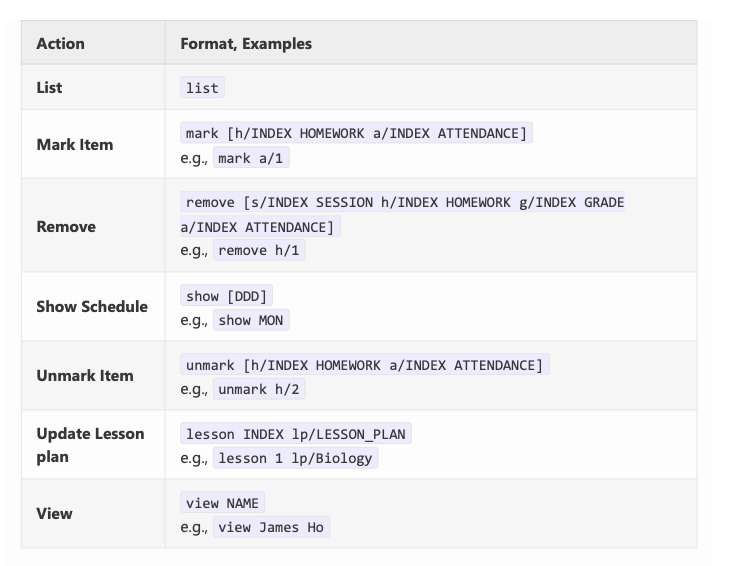 Action Format, Examples
List list
Mark Item mark [h/INDEX HOMEWORK a/INDEX ATTENDANCE]
e.g., mark a/1
Remove remove [s/INDEX SESSION h/INDEX HOMEWORK g/INDEX GRADE
a/INDEX ATTENDANCE]
e.g., remove h/1
Show Schedule show [DDD]
e.g., show MON
Unmark Item unmark [h/INDEX HOMEWORK a/INDEX ATTENDANCE]
e.g., unmark h/2
Update Lesson
plan
lesson INDEX lp/LESSON_PLAN
e.g., lesson 1 lp/Biology
View view NAME
e.g., view James Ho